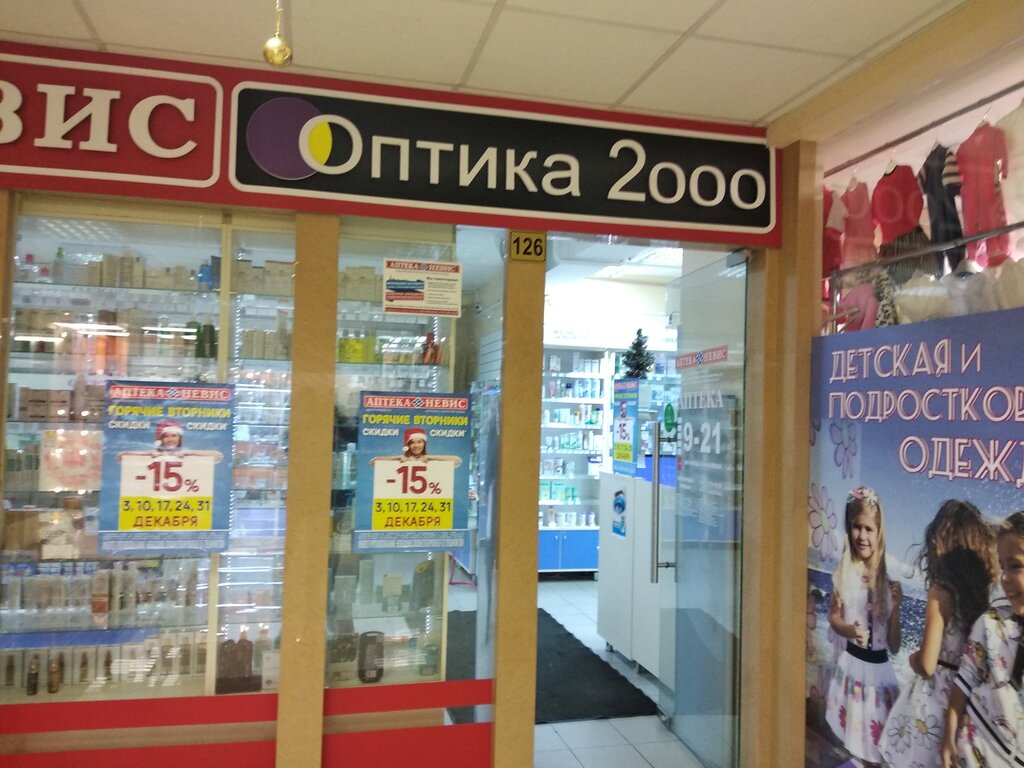 ВИС
Оптика 2000
126
АПТЕКА НЕВИС
АПТЕКА НЕВИС
ГОРЯЧИЕ ВТОРНИКИ
СКИДКИ СКИДКИ
-15%
3, 10, 17, 24, 31
ДЕКАБРЯ
АПТЕКА НЕВИС
ГОРЯЧИЕ ВТОРНИКИ
СКИДКИ СКИДКИ
-15%
3, 10, 17, 24, 31
ДЕКАБРЯ
АПТЕКА НЕВИС
АПТЕКА
9-21
15%
ДЕТСКАЯ И
ПОДРОСТКОВ
ОДЕЖ